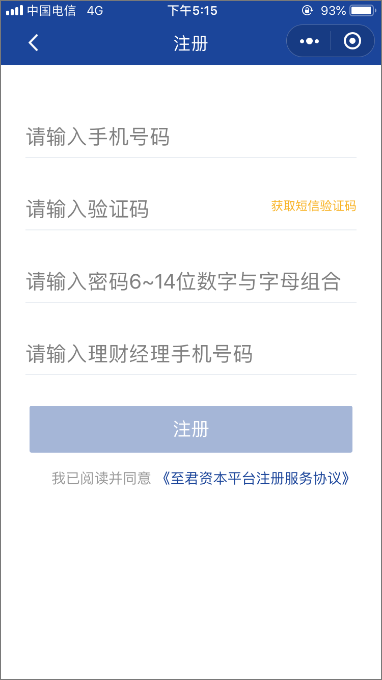 中国电信 4G 下午5:15 93%
注册
请输入手机号码
请输入验证码 获取短信验证码
请输入密码6~14位数字与字母组合
请输入理财经理手机号码
注册
我已阅读并同意 《至君资本平台注册服务协议》